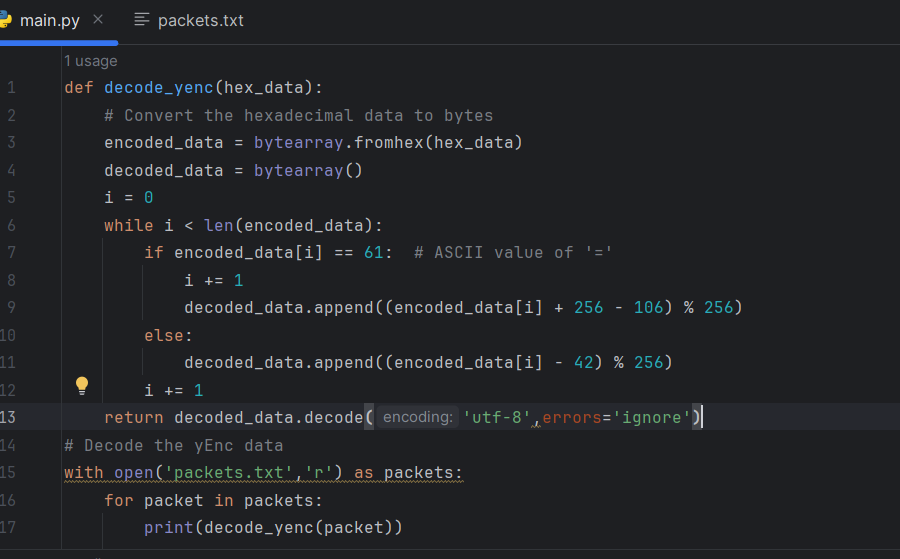 main.py × packets.txt
1 usage
1 def decode_yenc(hex_data):
2 # Convert the hexadecimal data to bytes
3 encoded_data = bytearray.fromhex(hex_data)
4 decoded_data = bytearray()
5 i = 0
6 while i < len(encoded_data):
7 if encoded_data[i] == 61: # ASCII value of '='
8 i += 1
9 decoded_data.append((encoded_data[i] + 256 - 106) % 256)
10 else:
11 decoded_data.append((encoded_data[i] - 42) % 256)
12 i += 1
13 return decoded_data.decode( encoding: 'utf-8',errors='ignore')
14 # Decode the yEnc data
15 with open('packets.txt','r') as packets:
16 for packet in packets:
17 print(decode_yenc(packet))